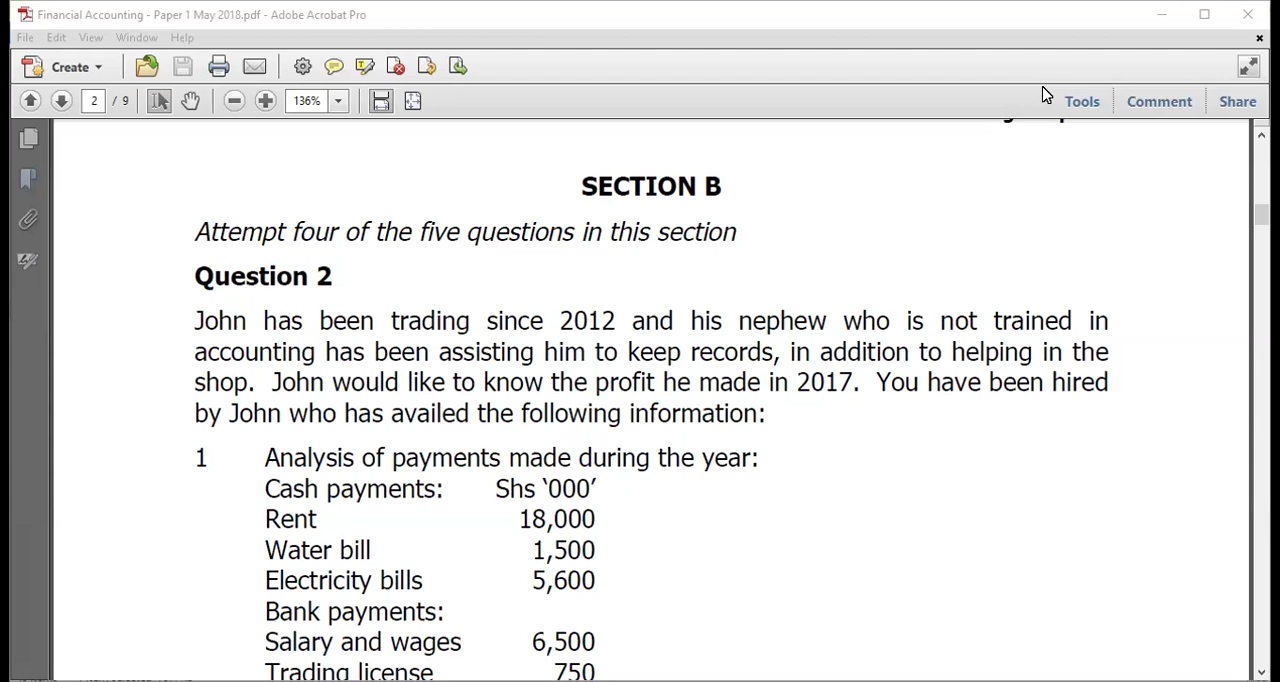 Financial Accounting - Paper 1 May 2018.pdf - Adobe Acrobat Pro
File Edit View Window Help
Create
2 / 9 136% Tools Comment Share
SECTION B
Attempt four of the five questions in this section
Question 2
John has been trading since 2012 and his nephew who is not trained in
accounting has been assisting him to keep records, in addition to helping in the
shop. John would like to know the profit he made in 2017. You have been hired
by John who has availed the following information:
1 Analysis of payments made during the year:
Cash payments: Shs ‘000’
Rent 18,000
Water bill 1,500
Electricity bills 5,600
Bank payments:
Salary and wages 6,500
Trading license 750